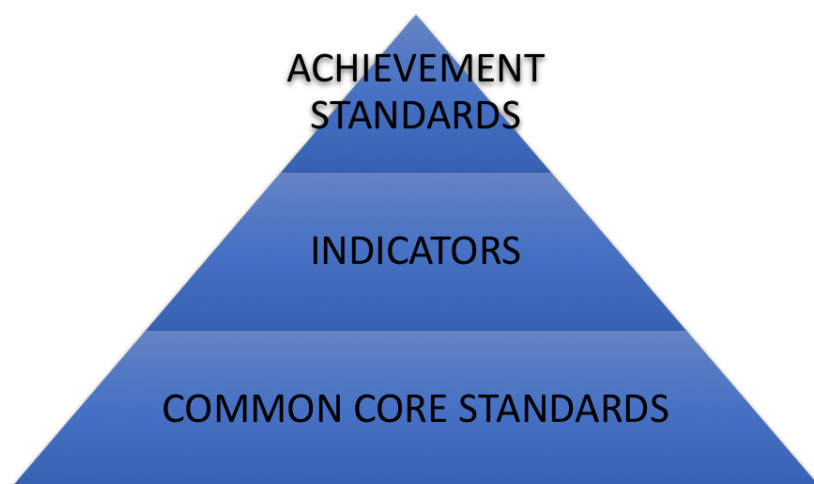 ACHIEVEMENT
STANDARDS
INDICATORS
COMMON CORE STANDARDS